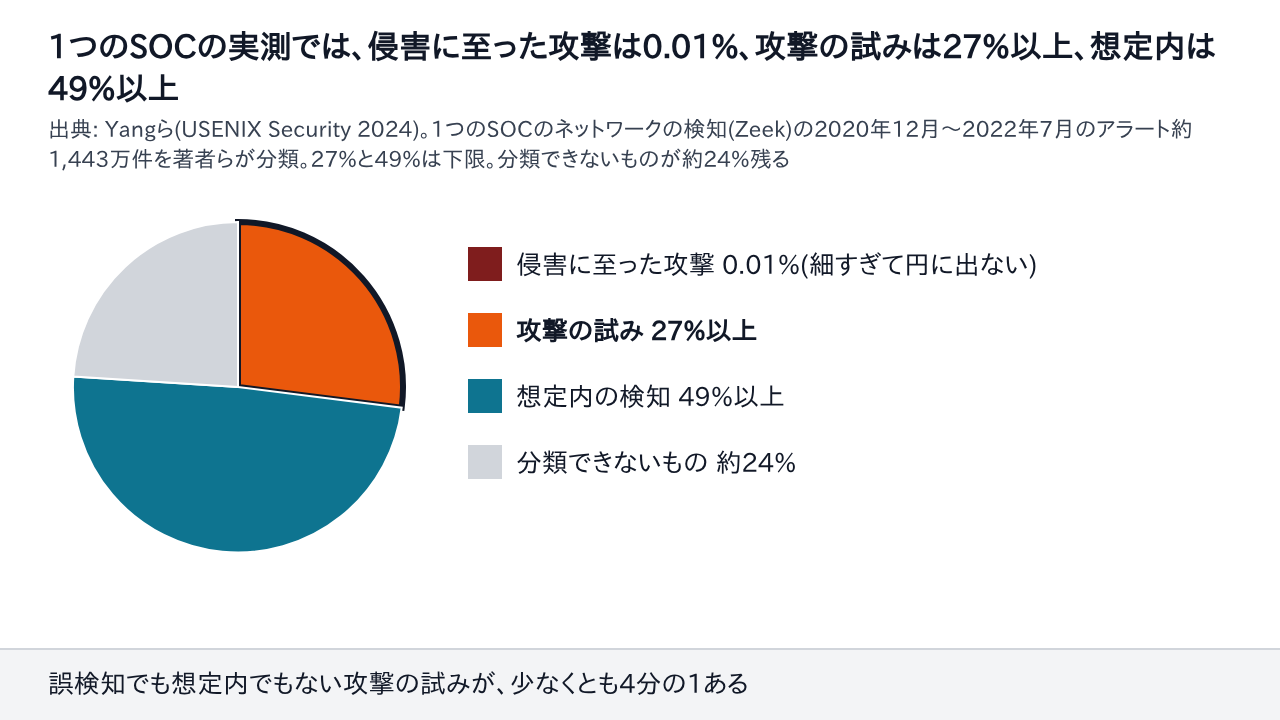 1つのSOCの実測では、侵害に至った攻撃は0.01%、攻撃の試みは27%以上、想定内は
49%以上
出典: Yangら(USENIX Security 2024)。1つのSOCのネットワークの検知(Zeek)の2020年12月〜2022年7月のアラート約
1,443万件を著者らが分類。27%と49%は下限。分類できないものが約24%残る
侵害に至った攻撃 0.01%(細すぎて円に出ない)
攻撃の試み 27%以上
想定内の検知 49%以上
分類できないもの 約24%
誤検知でも想定内でもない攻撃の試みが、少なくとも4分の1ある